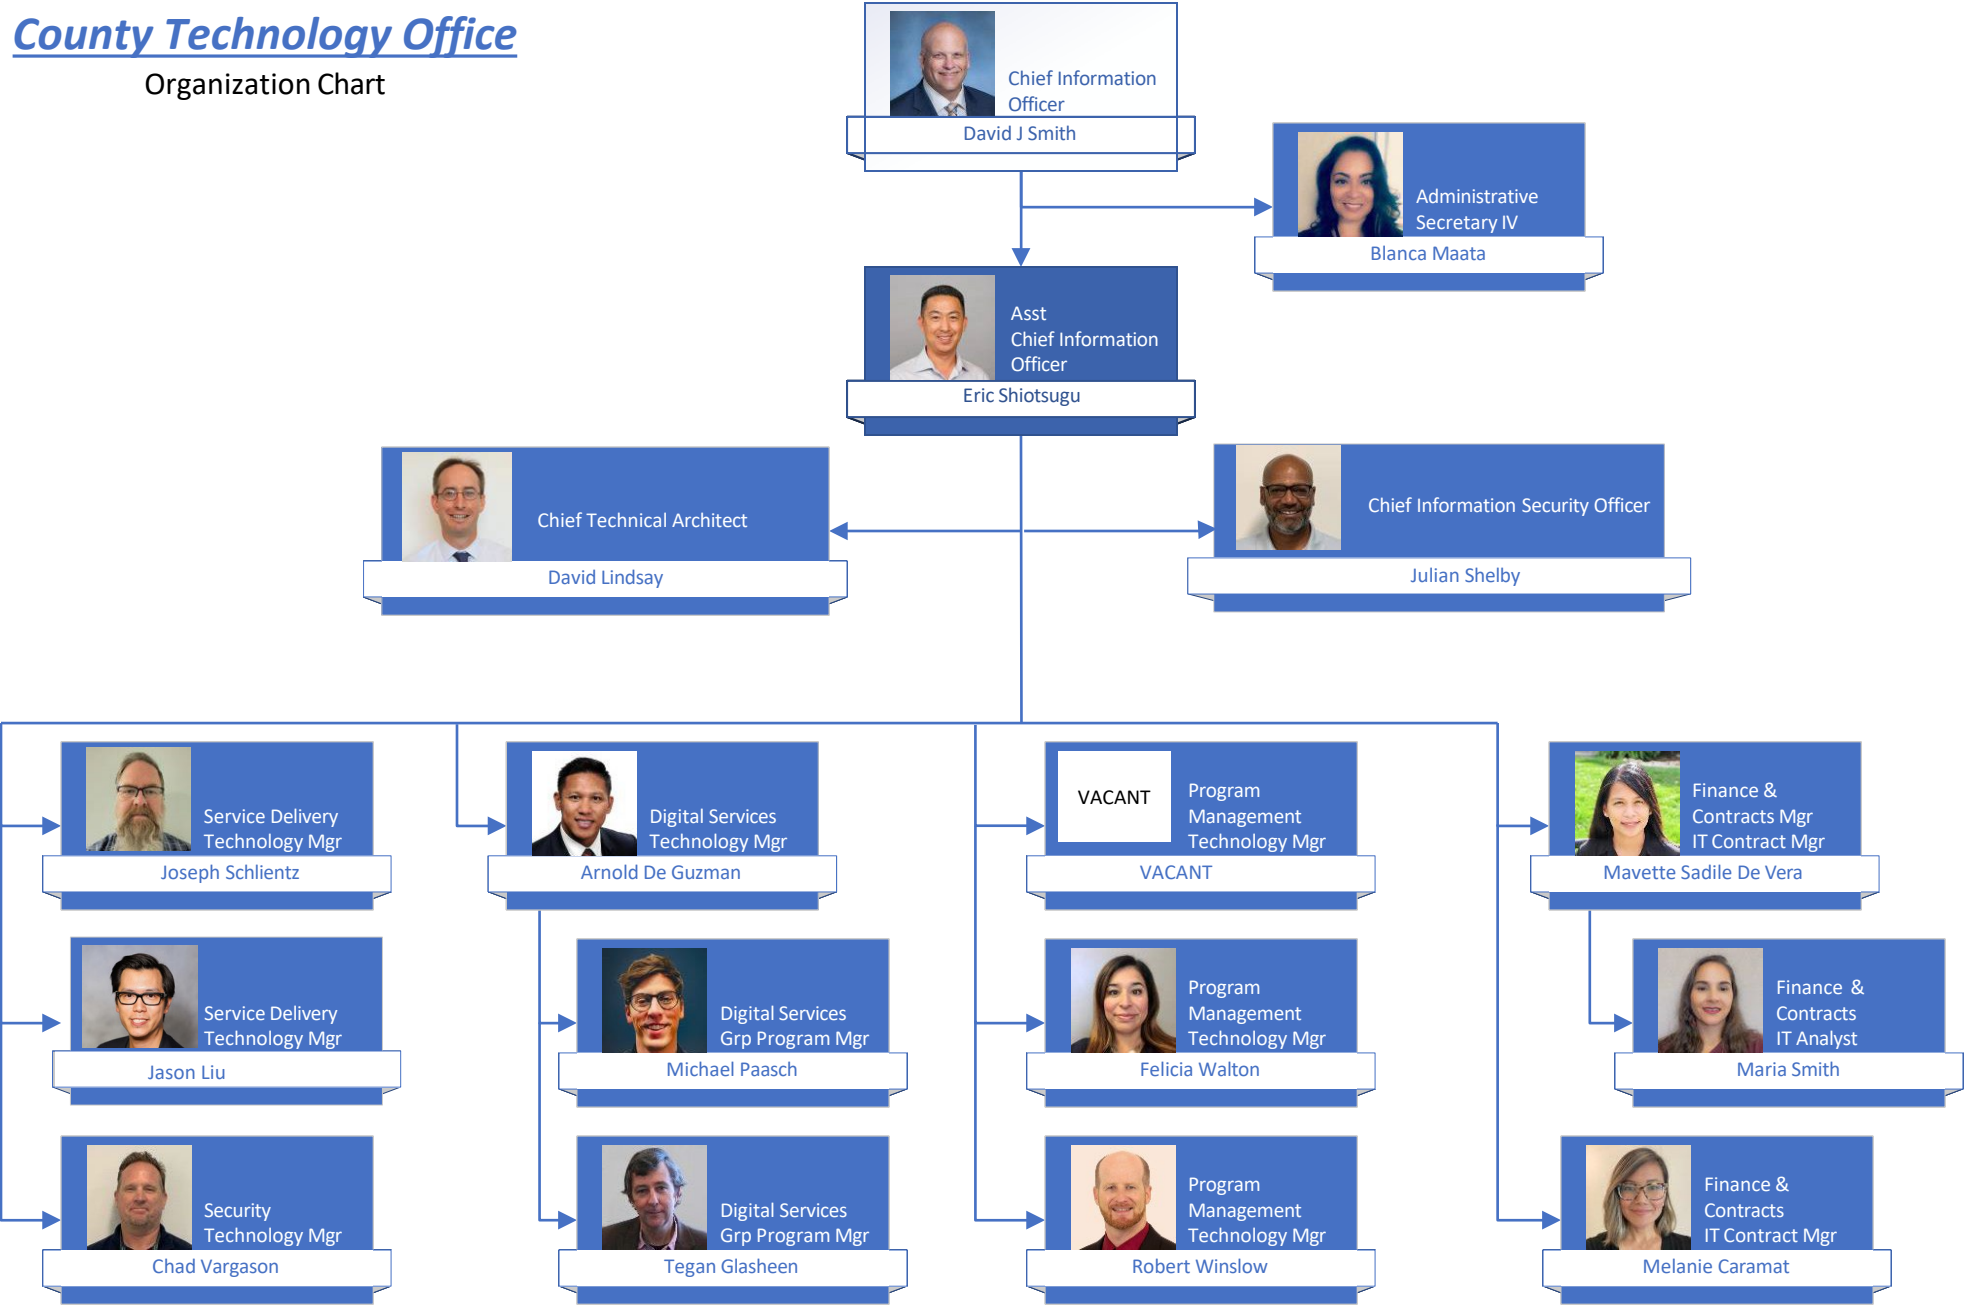 County Technology Office
Organization Chart
Chief Information
Officer
David J Smith
Administrative
Secretary IV
Blanca Maata
Asst
Chief Information
Officer
Eric Shiotsugu
Chief Technical Architect
David Lindsay
Chief Information Security Officer
Julian Shelby
Service Delivery
Technology Mgr
Joseph Schlientz
Digital Services
Technology Mgr
Arnold De Guzman
VACANT
Program
Management
Technology Mgr
VACANT
Finance &
Contracts Mgr
IT Contract Mgr
Mavette Sadile De Vera
Service Delivery
Technology Mgr
Jason Liu
Digital Services
Grp Program Mgr
Michael Paasch
Program
Management
Technology Mgr
Felicia Walton
Finance &
Contracts
IT Analyst
Maria Smith
Security
Technology Mgr
Chad Vargason
Digital Services
Grp Program Mgr
Tegan Glasheen
Program
Management
Technology Mgr
Robert Winslow
Finance &
Contracts
IT Contract Mgr
Melanie Caramat